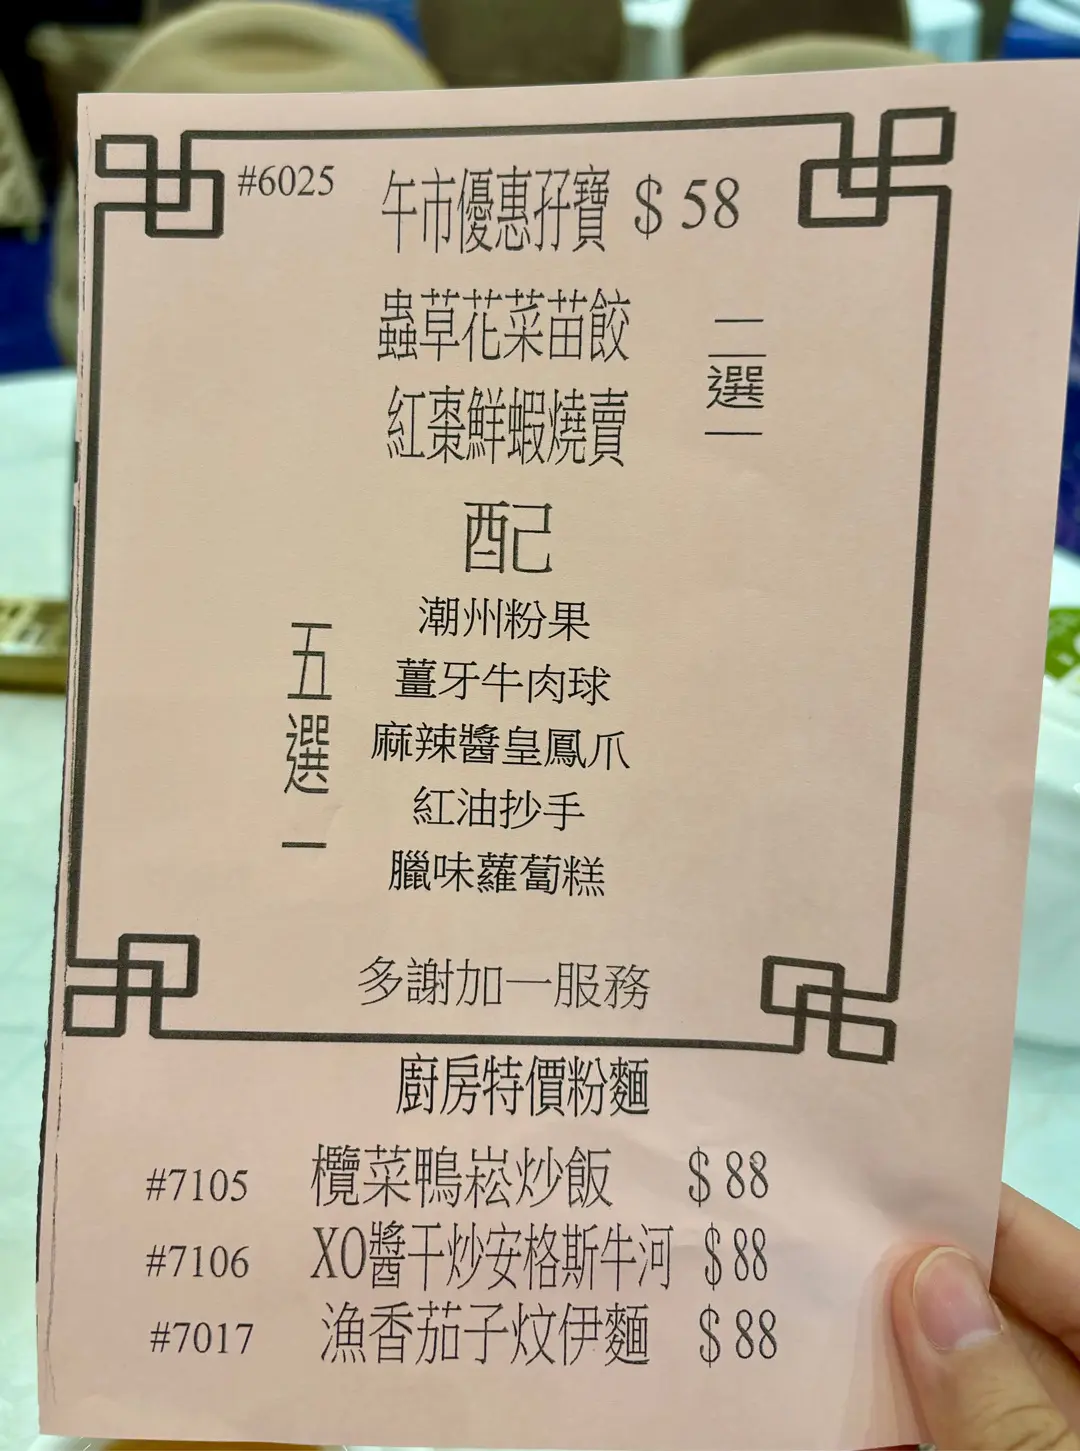 #6025 午市優惠孖寶 $58
蟲草花菜苗餃
紅棗鮮蝦燒賣
二選一
配
五選一
潮州粉果
薑牙牛肉球
麻辣醬皇鳳爪
紅油抄手
臘味蘿蔔糕
多謝加一服務
廚房特價粉麵
#7105 欖菜鴨崧炒飯 $88
#7106 XO醬干炒安格斯牛河 $88
#7017 漁香茄子炆伊麵 $88